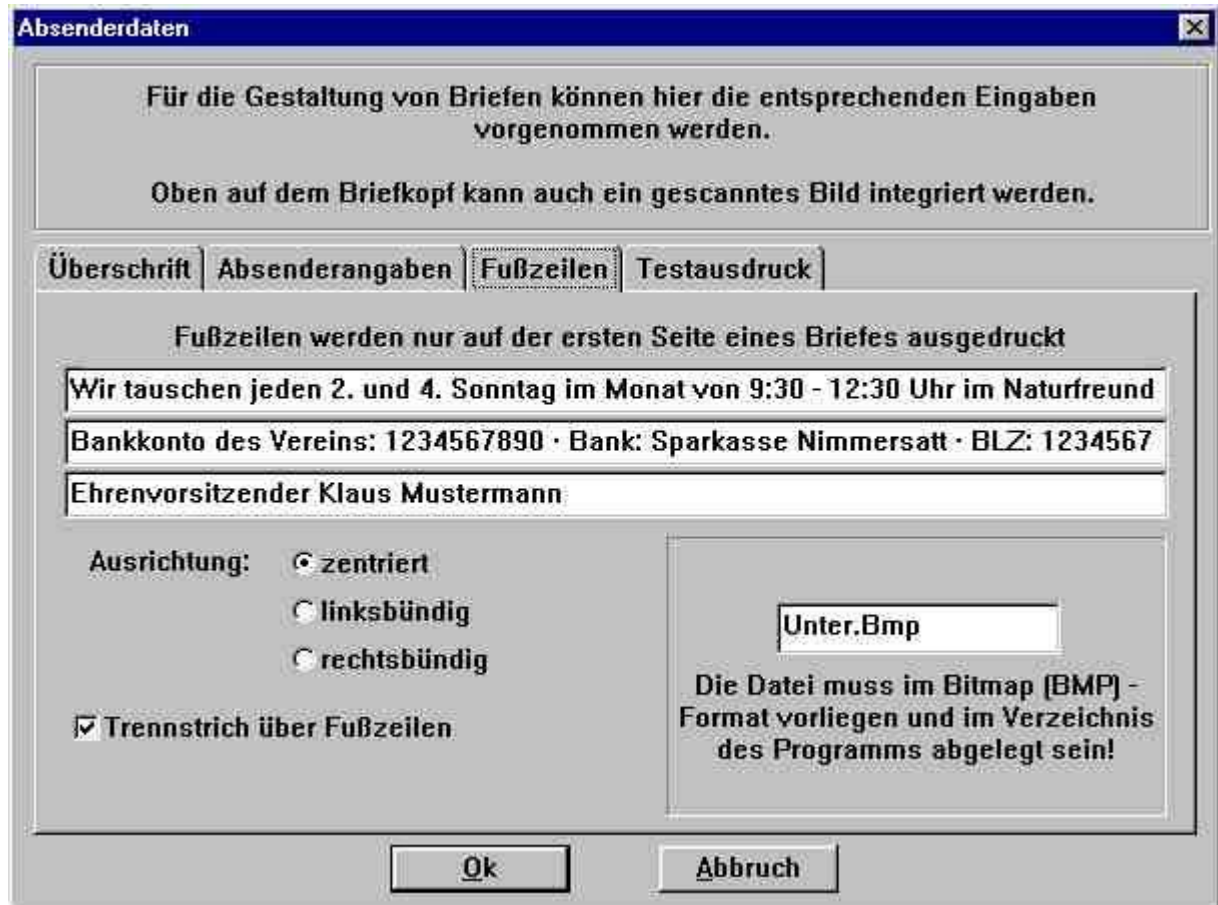 Absenderdaten
Für die Gestaltung von Briefen können hier die entsprechenden Eingaben
vorgenommen werden.
Oben auf dem Briefkopf kann auch ein gescanntes Bild integriert werden.
Überschrift Absenderangaben Fußzeilen Testausdruck
Fußzeilen werden nur auf der ersten Seite eines Briefes ausgedruckt
Wir tauschen jeden 2. und 4. Sonntag im Monat von 9:30 - 12:30 Uhr im Naturfreund
Bankkonto des Vereins: 1234567890 · Bank: Sparkasse Nimmersatt · BLZ: 1234567
Ehrenvorsitzender Klaus Mustermann
Ausrichtung: zentriert
linksbündig
rechtsbündig
Trennstrich über Fußzeilen
Unter.Bmp
Die Datei muss im Bitmap (BMP) -
Format vorliegen und im Verzeichnis
des Programms abgelegt sein!
Ok Abbruch